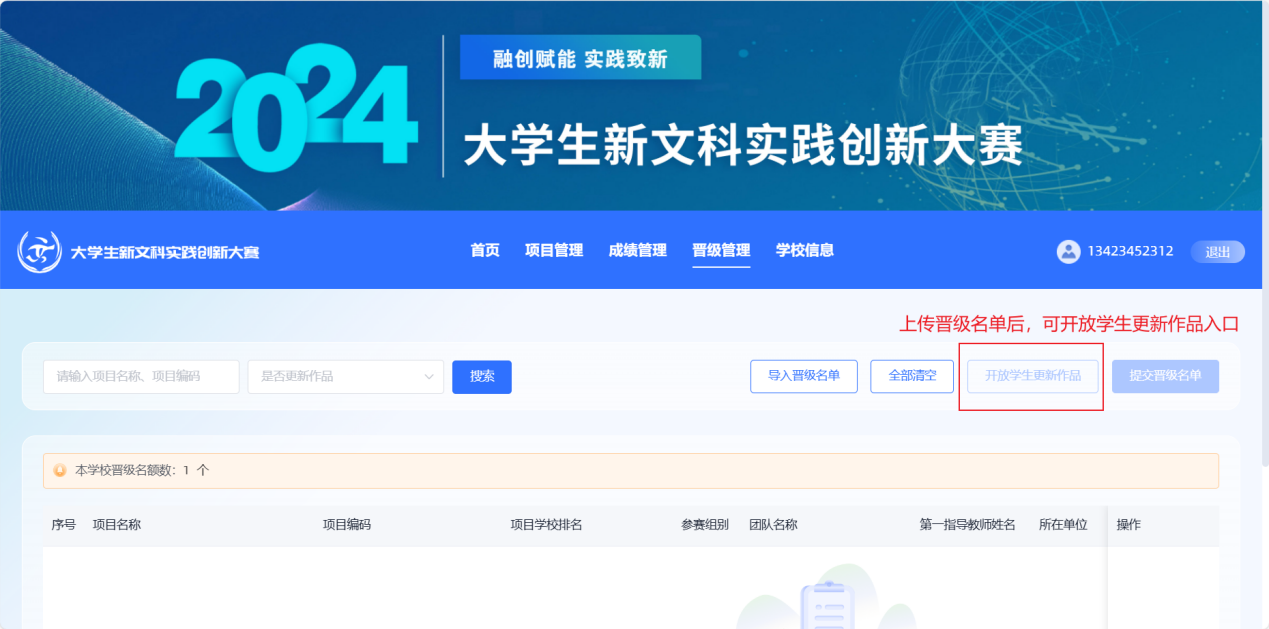 2024
融创赋能 实践致新
大学生新文科实践创新大赛
大学生新文科实践创新大赛 首页 项目管理 成绩管理 晋级管理 学校信息 13423452312 退出
上传晋级名单后，可开放学生更新作品入口
请输入项目名称、项目编码 是否更新作品 搜索 导入晋级名单 全部清空 开放学生更新作品 提交晋级名单
本学校晋级名额数：1 个
序号 项目名称 项目编码 项目学校排名 参赛组别 团队名称 第一指导教师姓名 所在单位 操作